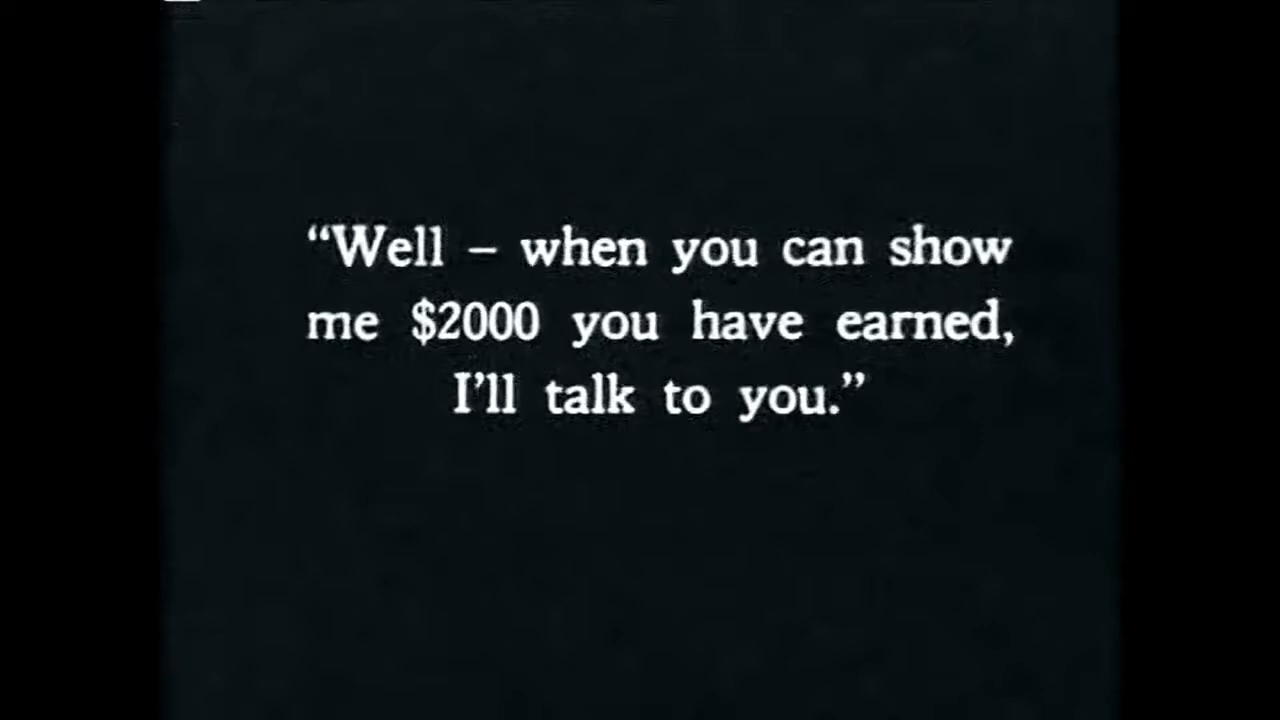 “Well – when you can show
me $2000 you have earned,
I’ll talk to you.”